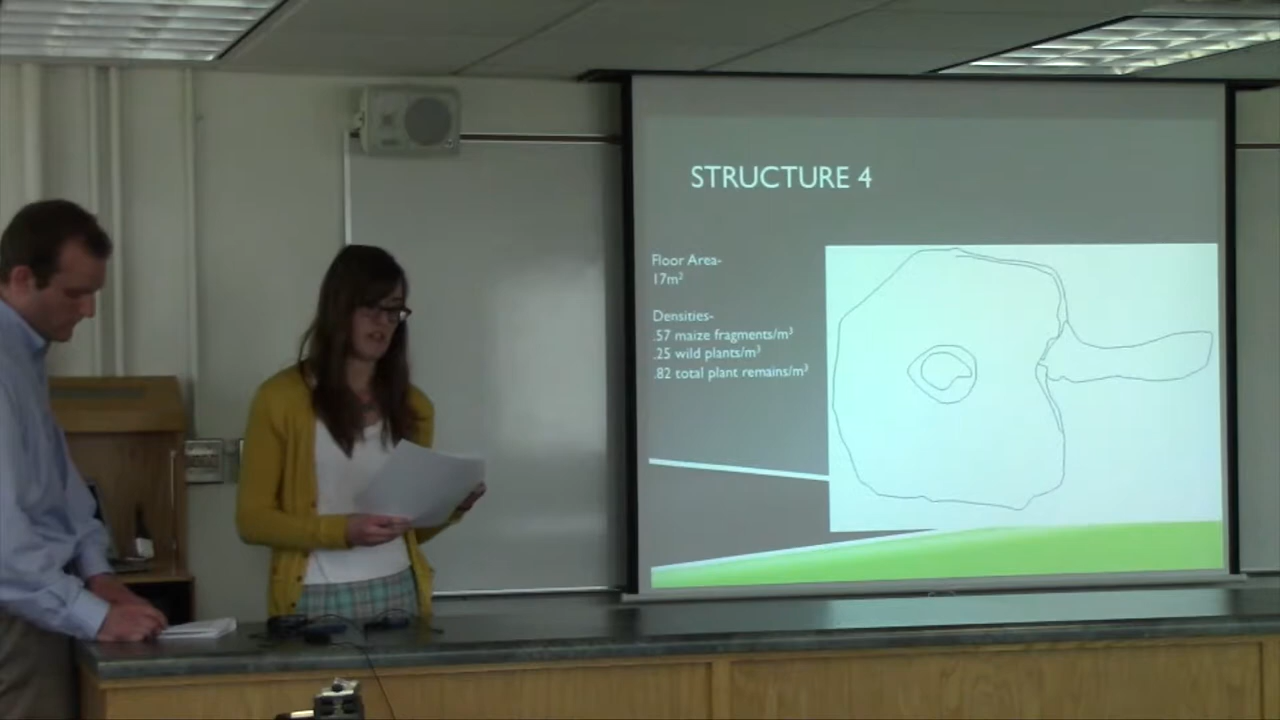 STRUCTURE 4
Floor Area-
17m²
Densities-
.57 maize fragments/m³
.25 wild plants/m³
.82 total plant remains/m³